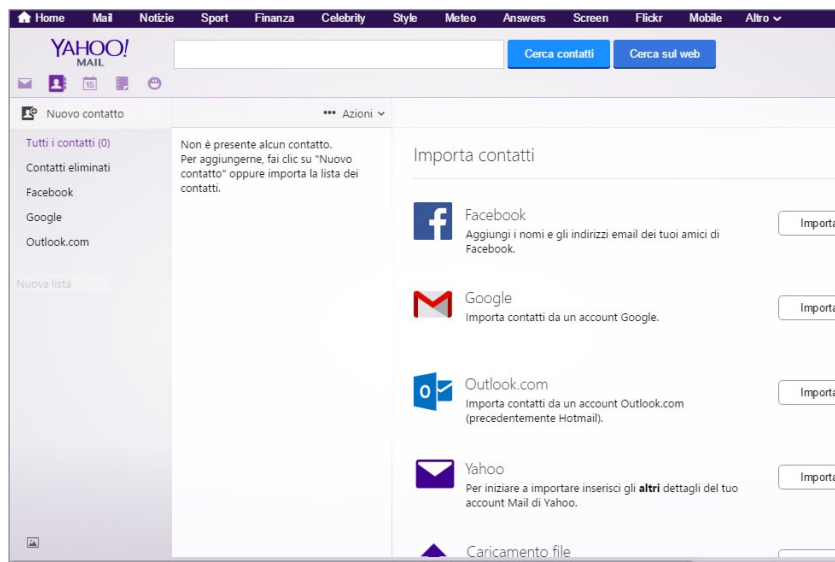 Home Mail Notizie Sport Finanza Celebrity Style Meteo Answers Screen Flickr Mobile Altro
YAHOO!
MAIL
Cerca contatti Cerca sul web
15
Nuovo contatto
••• Azioni
Tutti i contatti (0)
Contatti eliminati
Facebook
Google
Outlook.com
Nuova lista
Non è presente alcun contatto.
Per aggiungerne, fai clic su "Nuovo
contatto" oppure importa la lista dei
contatti.
Importa contatti
Facebook
Aggiungi i nomi e gli indirizzi email dei tuoi amici di
Facebook.
Importa
Google
Importa contatti da un account Google.
Importa
Outlook.com
Importa contatti da un account Outlook.com
(precedentemente Hotmail).
Importa
Yahoo
Per iniziare a importare inserisci gli altri dettagli del tuo
account Mail di Yahoo.
Importa
Caricamento file